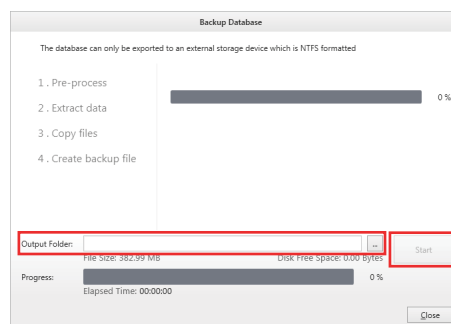 Backup Database
The database can only be exported to an external storage device which is NTFS formatted
1 . Pre-process
0 %
2 . Extract data
3 . Copy files
4 . Create backup file
Output Folder:
...
Start
File Size: 382.99 MB
Disk Free Space: 0.00 Bytes
Progress:
0 %
Elapsed Time: 00:00:00
Close